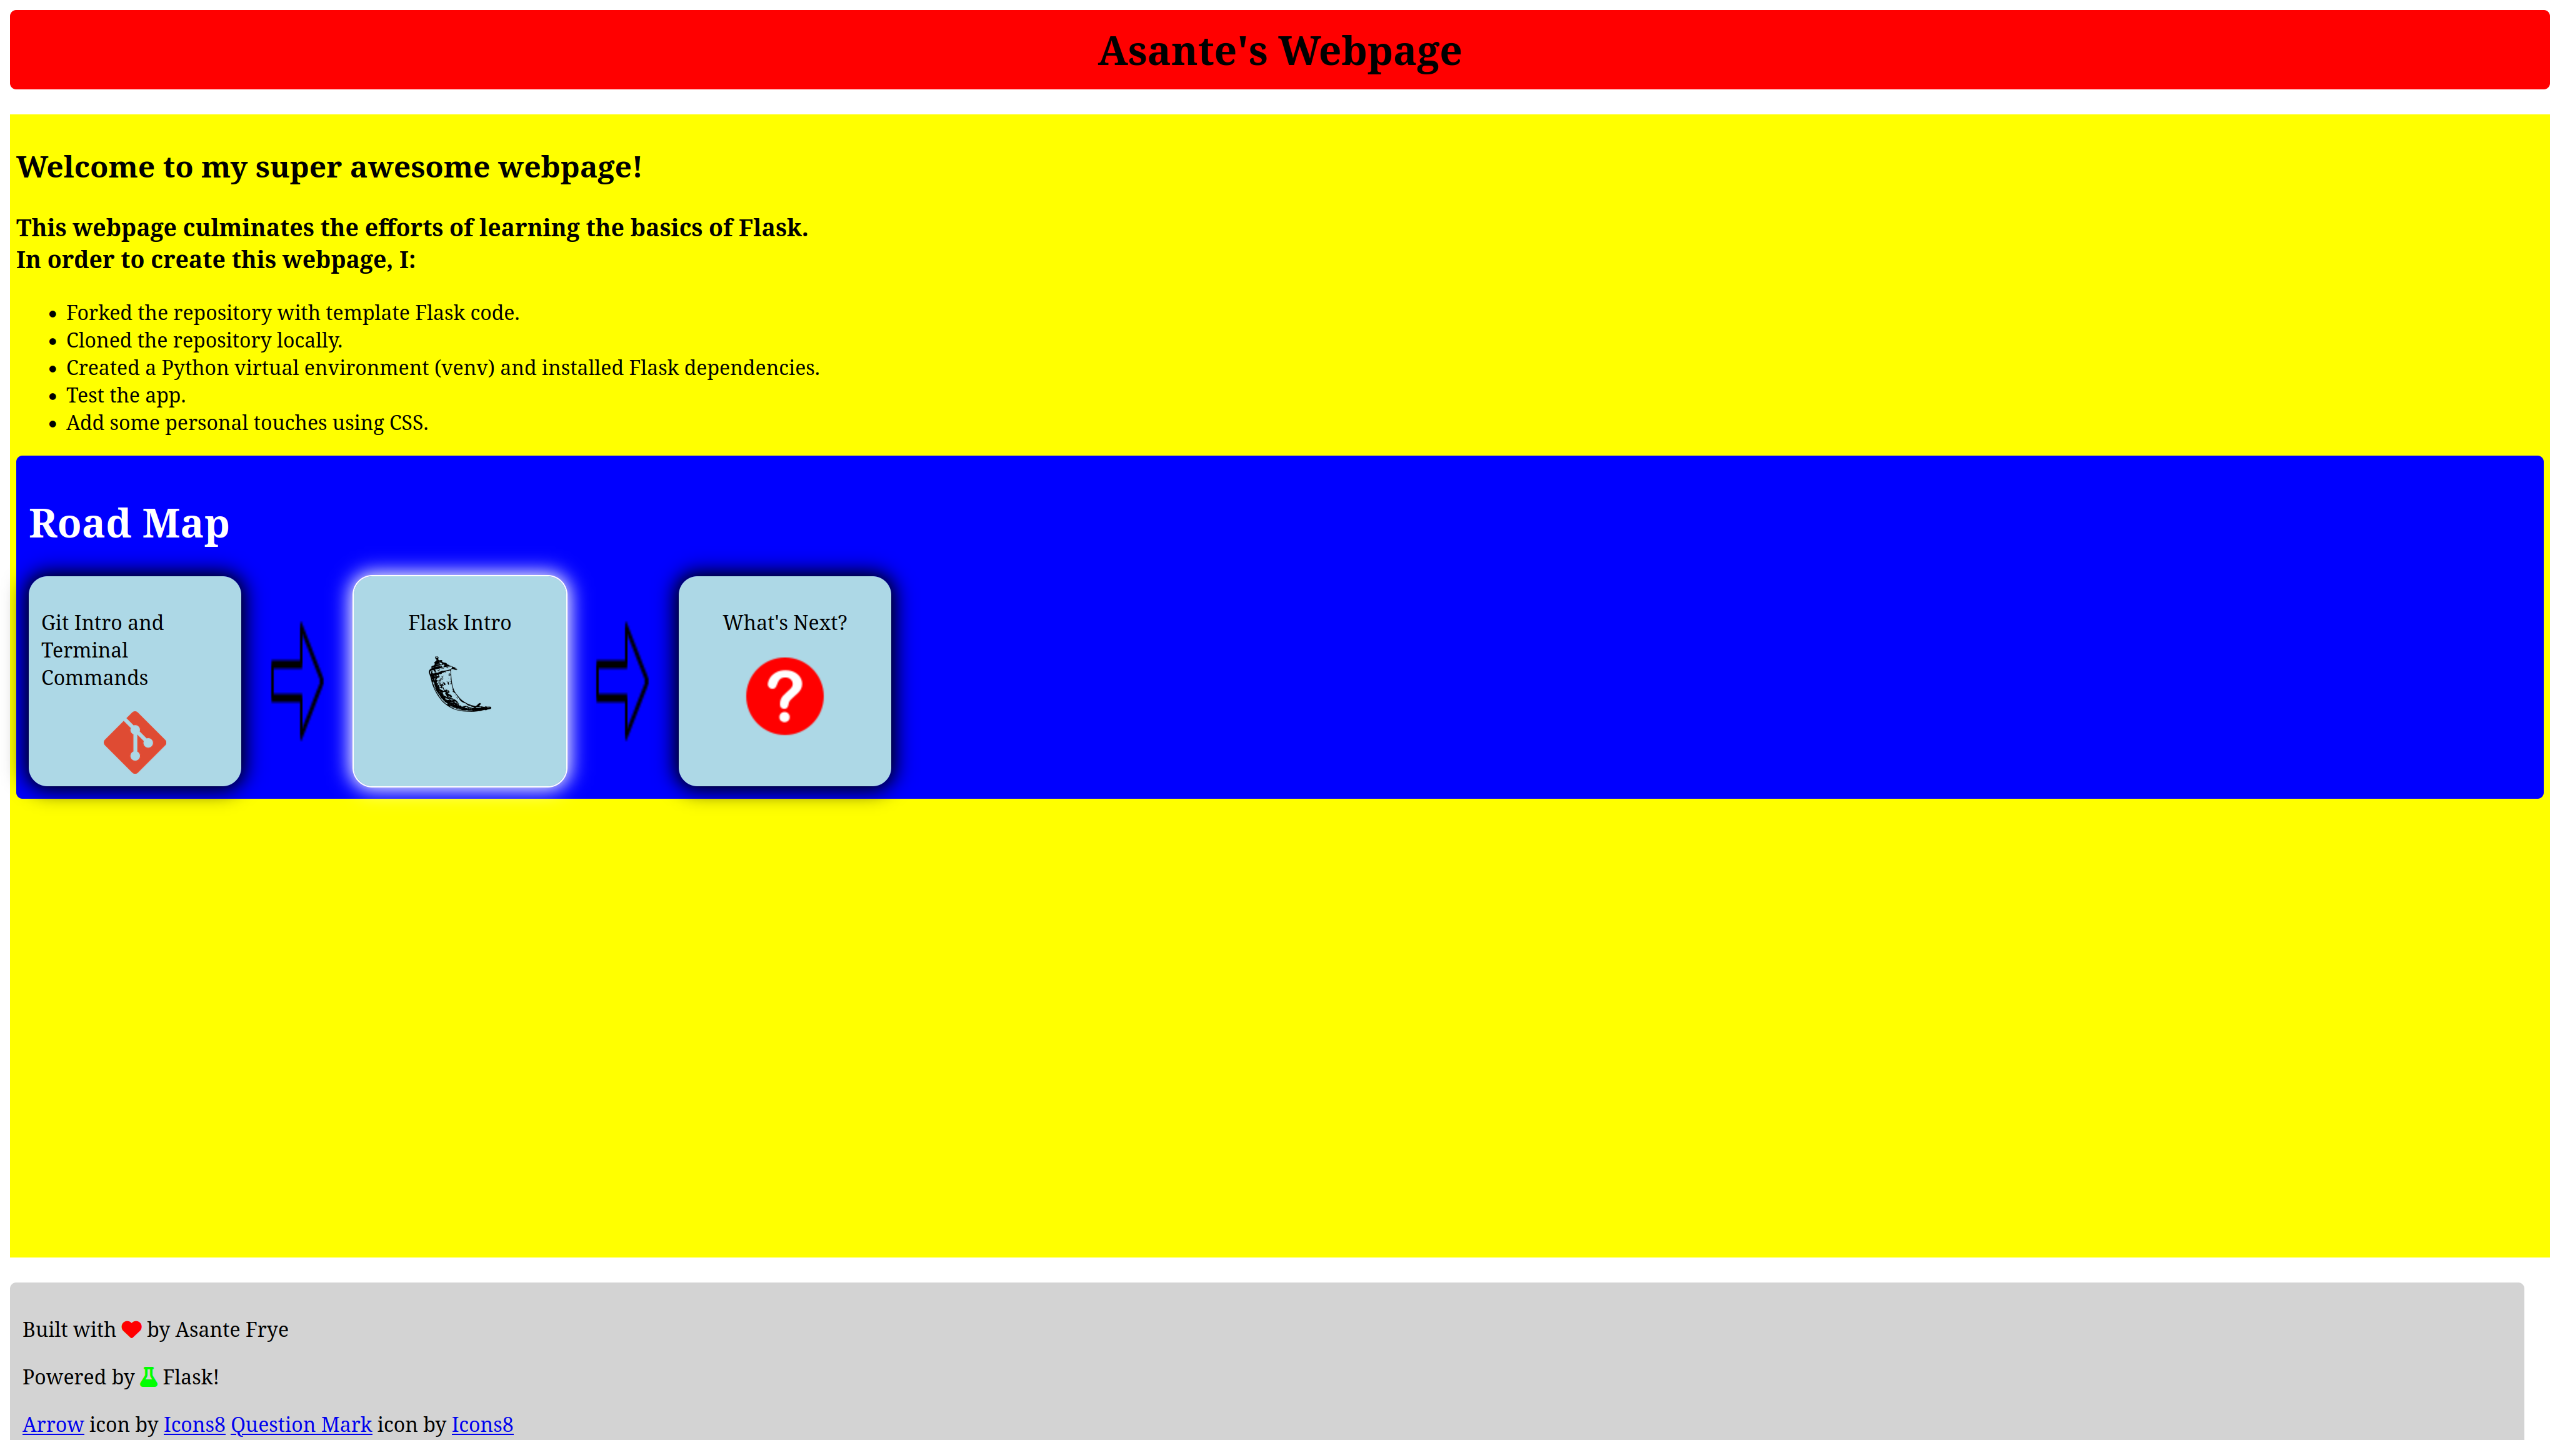 Asante's Webpage
Welcome to my super awesome webpage!
This webpage culminates the efforts of learning the basics of Flask.
In order to create this webpage, I:
Forked the repository with template Flask code.
Cloned the repository locally.
Created a Python virtual environment (venv) and installed Flask dependencies.
Test the app.
Add some personal touches using CSS.
Road Map
Git Intro and
Terminal
Commands
Flask Intro
What's Next?
Built with by Asante Frye
Powered by Flask!
Arrow icon by Icons8 Question Mark icon by Icons8